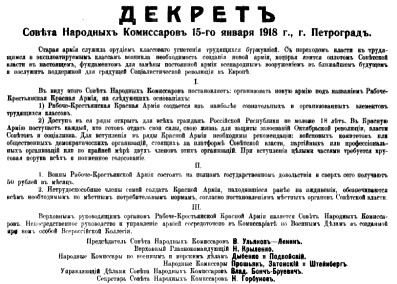 ДЕКРЕТЪ
Совѣта Народныхъ Комиссаровъ 15-го января 1918 г., г. Петроградъ.
Старая армія служила орудіемъ классоваго угнетенія трудящихся буржуазіей. Съ переходомъ власти къ трудя-
щимся и эксплоатируемымъ классамъ возникла необходимость созданія новой арміи, которая явится оплотомъ Совѣтской
власти въ настоящемъ, фундаментомъ для замѣны постоянной арміи всенароднымъ вооруженіемъ въ ближайшемъ будущемъ
и послужитъ поддержкой для грядущей Соціалистической революціи въ Европѣ.
I.
Въ виду этого Совѣтъ Народныхъ Комиссаровъ постановляетъ: организовать новую армію подъ названіемъ Рабоче-
Крестьянская Красная Армія, на слѣдующихъ основаніяхъ:
1) Рабоче-Крестьянская Красная Армія создается изъ наиболѣе сознательныхъ и организованныхъ элементовъ
трудящихся классовъ.
2) Доступъ въ ея ряды открытъ для всѣхъ гражданъ Россійской Республики не моложе 18 лѣтъ. Въ Красную
Армію поступаетъ каждый, кто готовъ отдать свои силы, свою жизнь для защиты завоеваній Октябрьской революціи, власти
Совѣтовъ и соціализма. Для вступленія въ ряды Красной Арміи необходимы рекомендаціи: войсковыхъ комитетовъ или
общественныхъ демократическихъ организацій, стоящихъ на платформѣ Совѣтской власти, партійныхъ или профессіональ-
ныхъ организацій или по крайней мѣрѣ двухъ членовъ этихъ организацій. При вступленіи цѣлыми частями требуется кру-
говая порука всѣхъ и поименное голосованіе.
II.
1. Воины Рабоче-Крестьянской Арміи состоятъ на полномъ государственномъ довольствіи и сверхъ сего получаютъ
50 рублей въ мѣсяцъ.
2. Нетрудоспособные члены семей солдатъ Красной Арміи, находившіеся ранѣе на иждивеніи, обезпечиваются
всѣмъ необходимымъ по мѣстнымъ потребительнымъ нормамъ, согласно постановленіямъ мѣстныхъ органовъ Совѣтской власти.
III.
Верховнымъ руководящимъ органомъ Рабоче-Крестьянской Красной Арміи является Совѣтъ Народныхъ Комисса-
ровъ. Непосредственное руководство и управленіе арміей сосредоточено въ Комиссаріатѣ по Военнымъ Дѣламъ въ созданной
при немъ особой Всероссійской Коллегіи.
Предсѣдатель Совѣта Народныхъ Комиссаровъ В. Ульяновъ—Ленинъ.
Верховный Главнокомандующій Н. Крыленко.
Народные Комиссары по военнымъ и морскимъ дѣламъ Дыбенко и Подвойскій.
Народные Комиссары Прошьянъ, Затонскій и Штейнбергъ
Управляющій Дѣлами Совѣта Народныхъ Комиссаровъ Влад. Бончъ-Бруевичъ.
Секретарь Совѣта Народныхъ Комиссаровъ Н. Горбуновъ.